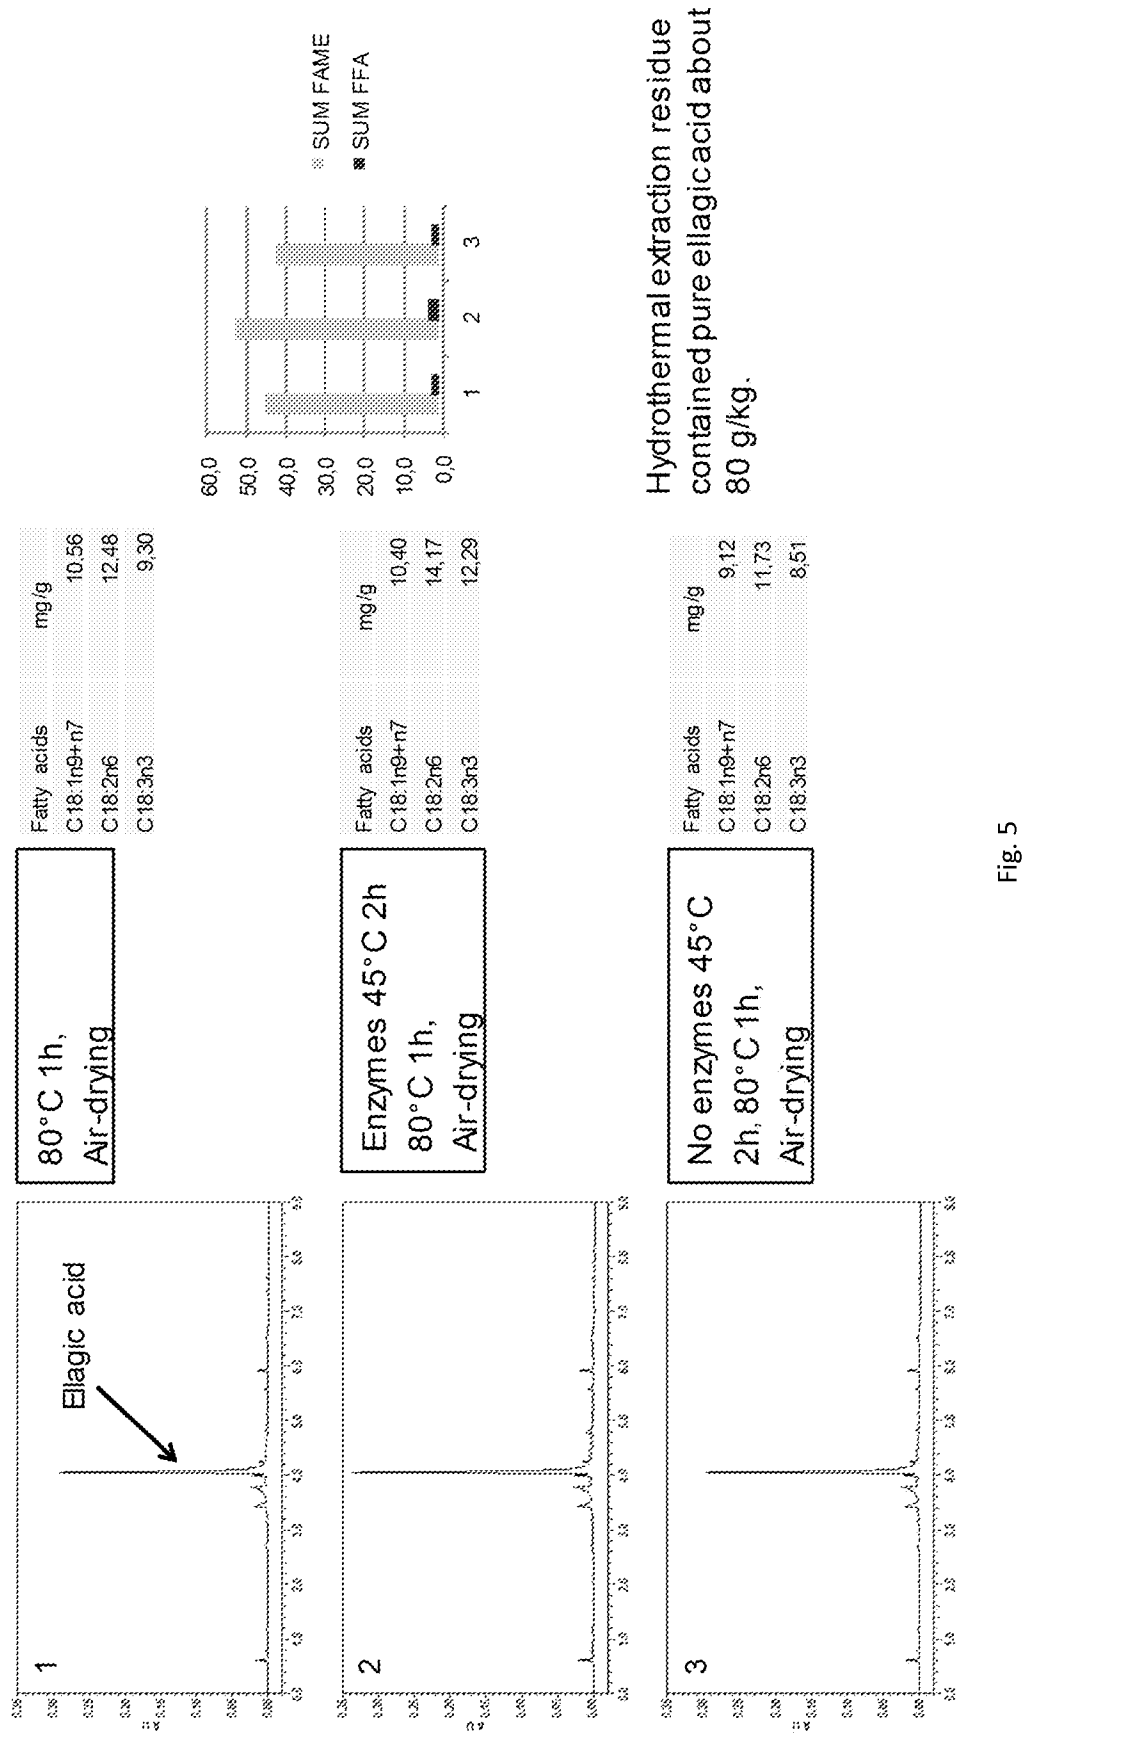 1
Ellagic acid
80°C 1h,
Air-drying
Fatty acids mg/g
C18:1n9+n7 10,56
C18:2n6 12,48
C18:3n3 9,30
2
Enzymes 45°C 2h
80°C 1h,
Air-drying
Fatty acids mg/g
C18:1n9+n7 10,40
C18:2n6 14,17
C18:3n3 12,29
3
No enzymes 45°C
2h, 80°C 1h,
Air-drying
Fatty acids mg/g
C18:1n9+n7 9,12
C18:2n6 11,73
C18:3n3 8,51
60,0
50,0
40,0
30,0
20,0
10,0
0,0
1 2 3
SUM FAME
SUM FFA
Hydrothermal extraction residue
contained pure ellagic acid about
80 g/kg.
Fig. 5